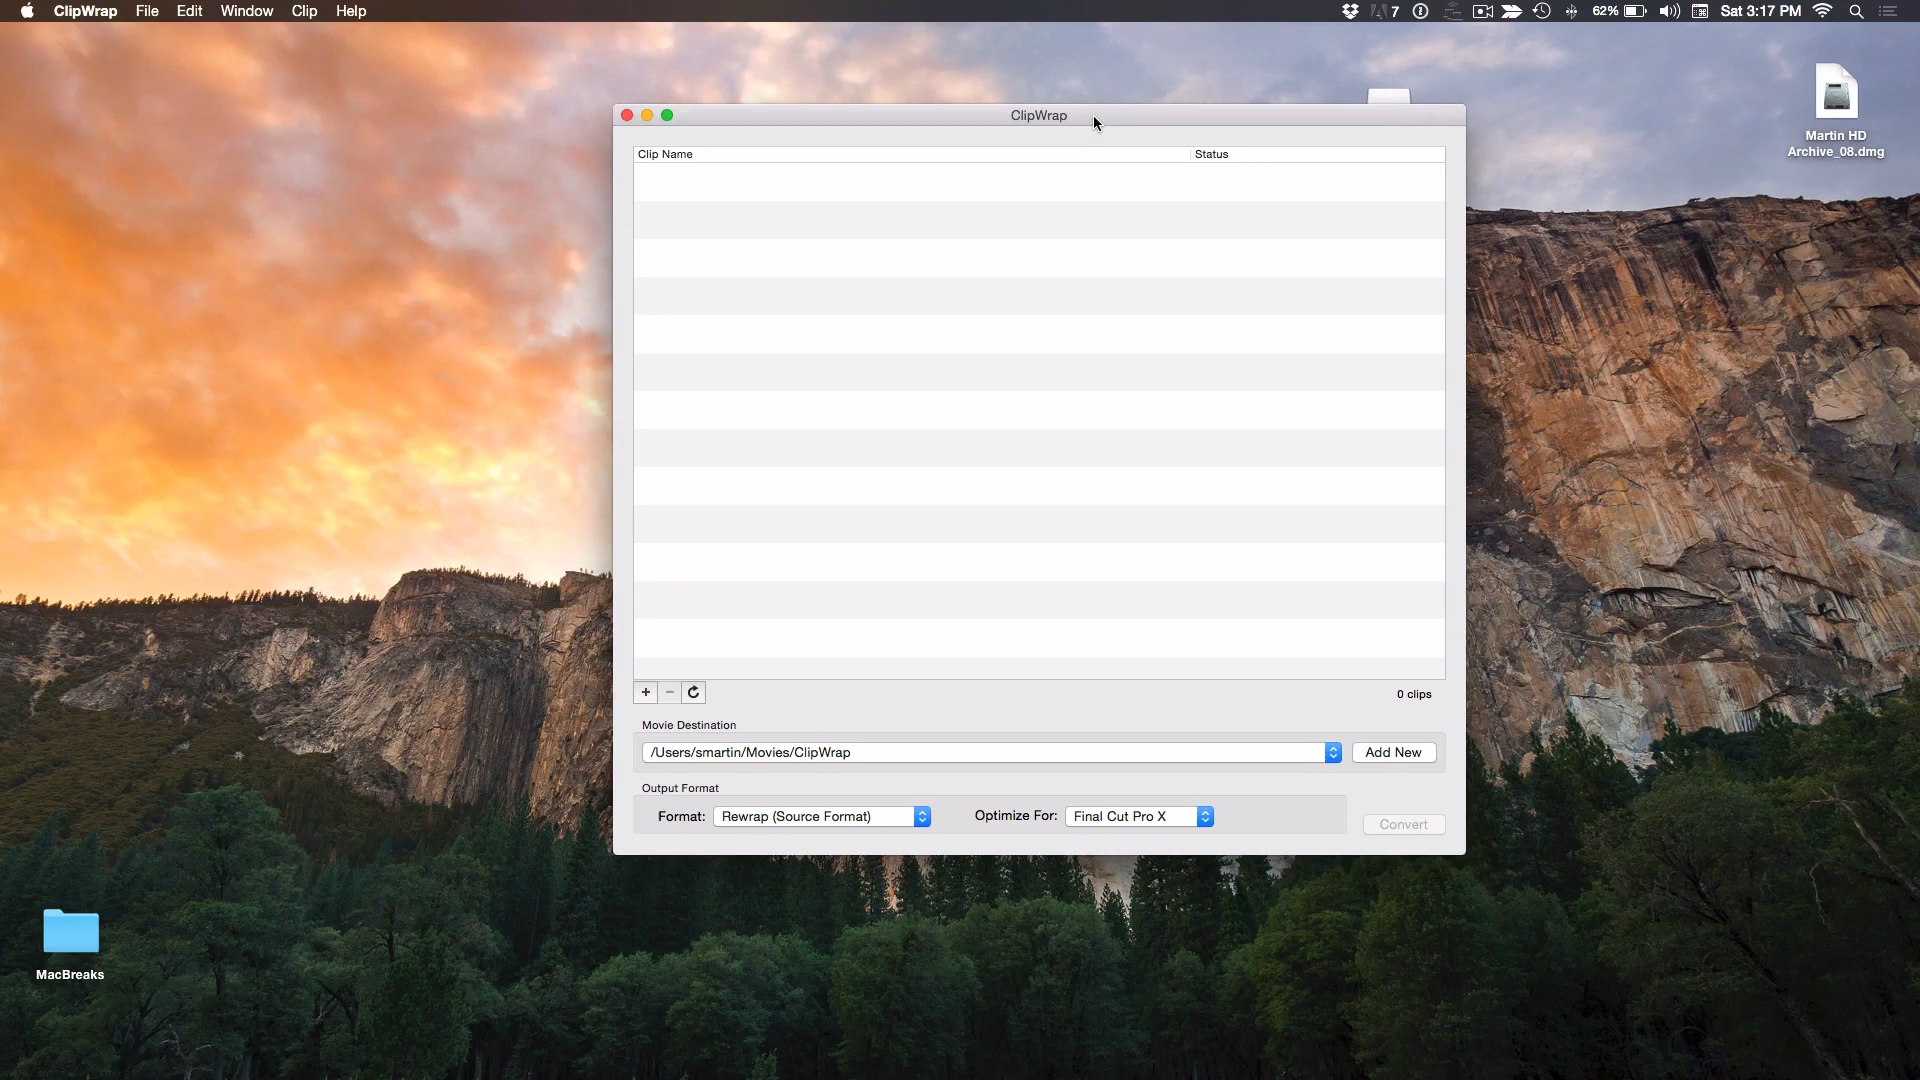 ClipWrap File Edit Window Clip Help 7 62% Sat 3:17 PM
Martin HD
Archive_08.dmg
ClipWrap
Clip Name Status
0 clips
Movie Destination
/Users/smartin/Movies/ClipWrap Add New
Output Format
Format: Rewrap (Source Format) Optimize For: Final Cut Pro X
Convert
MacBreaks